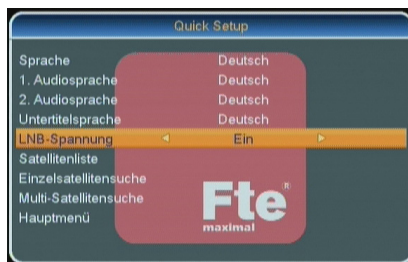 Quick Setup
Sprache Deutsch
1. Audiosprache Deutsch
2. Audiosprache Deutsch
Untertitelsprache Deutsch
LNB-Spannung Ein
Satellitenliste
Einzelsatellitensuche
Multi-Satellitensuche
Hauptmenü
Fte®
maximal